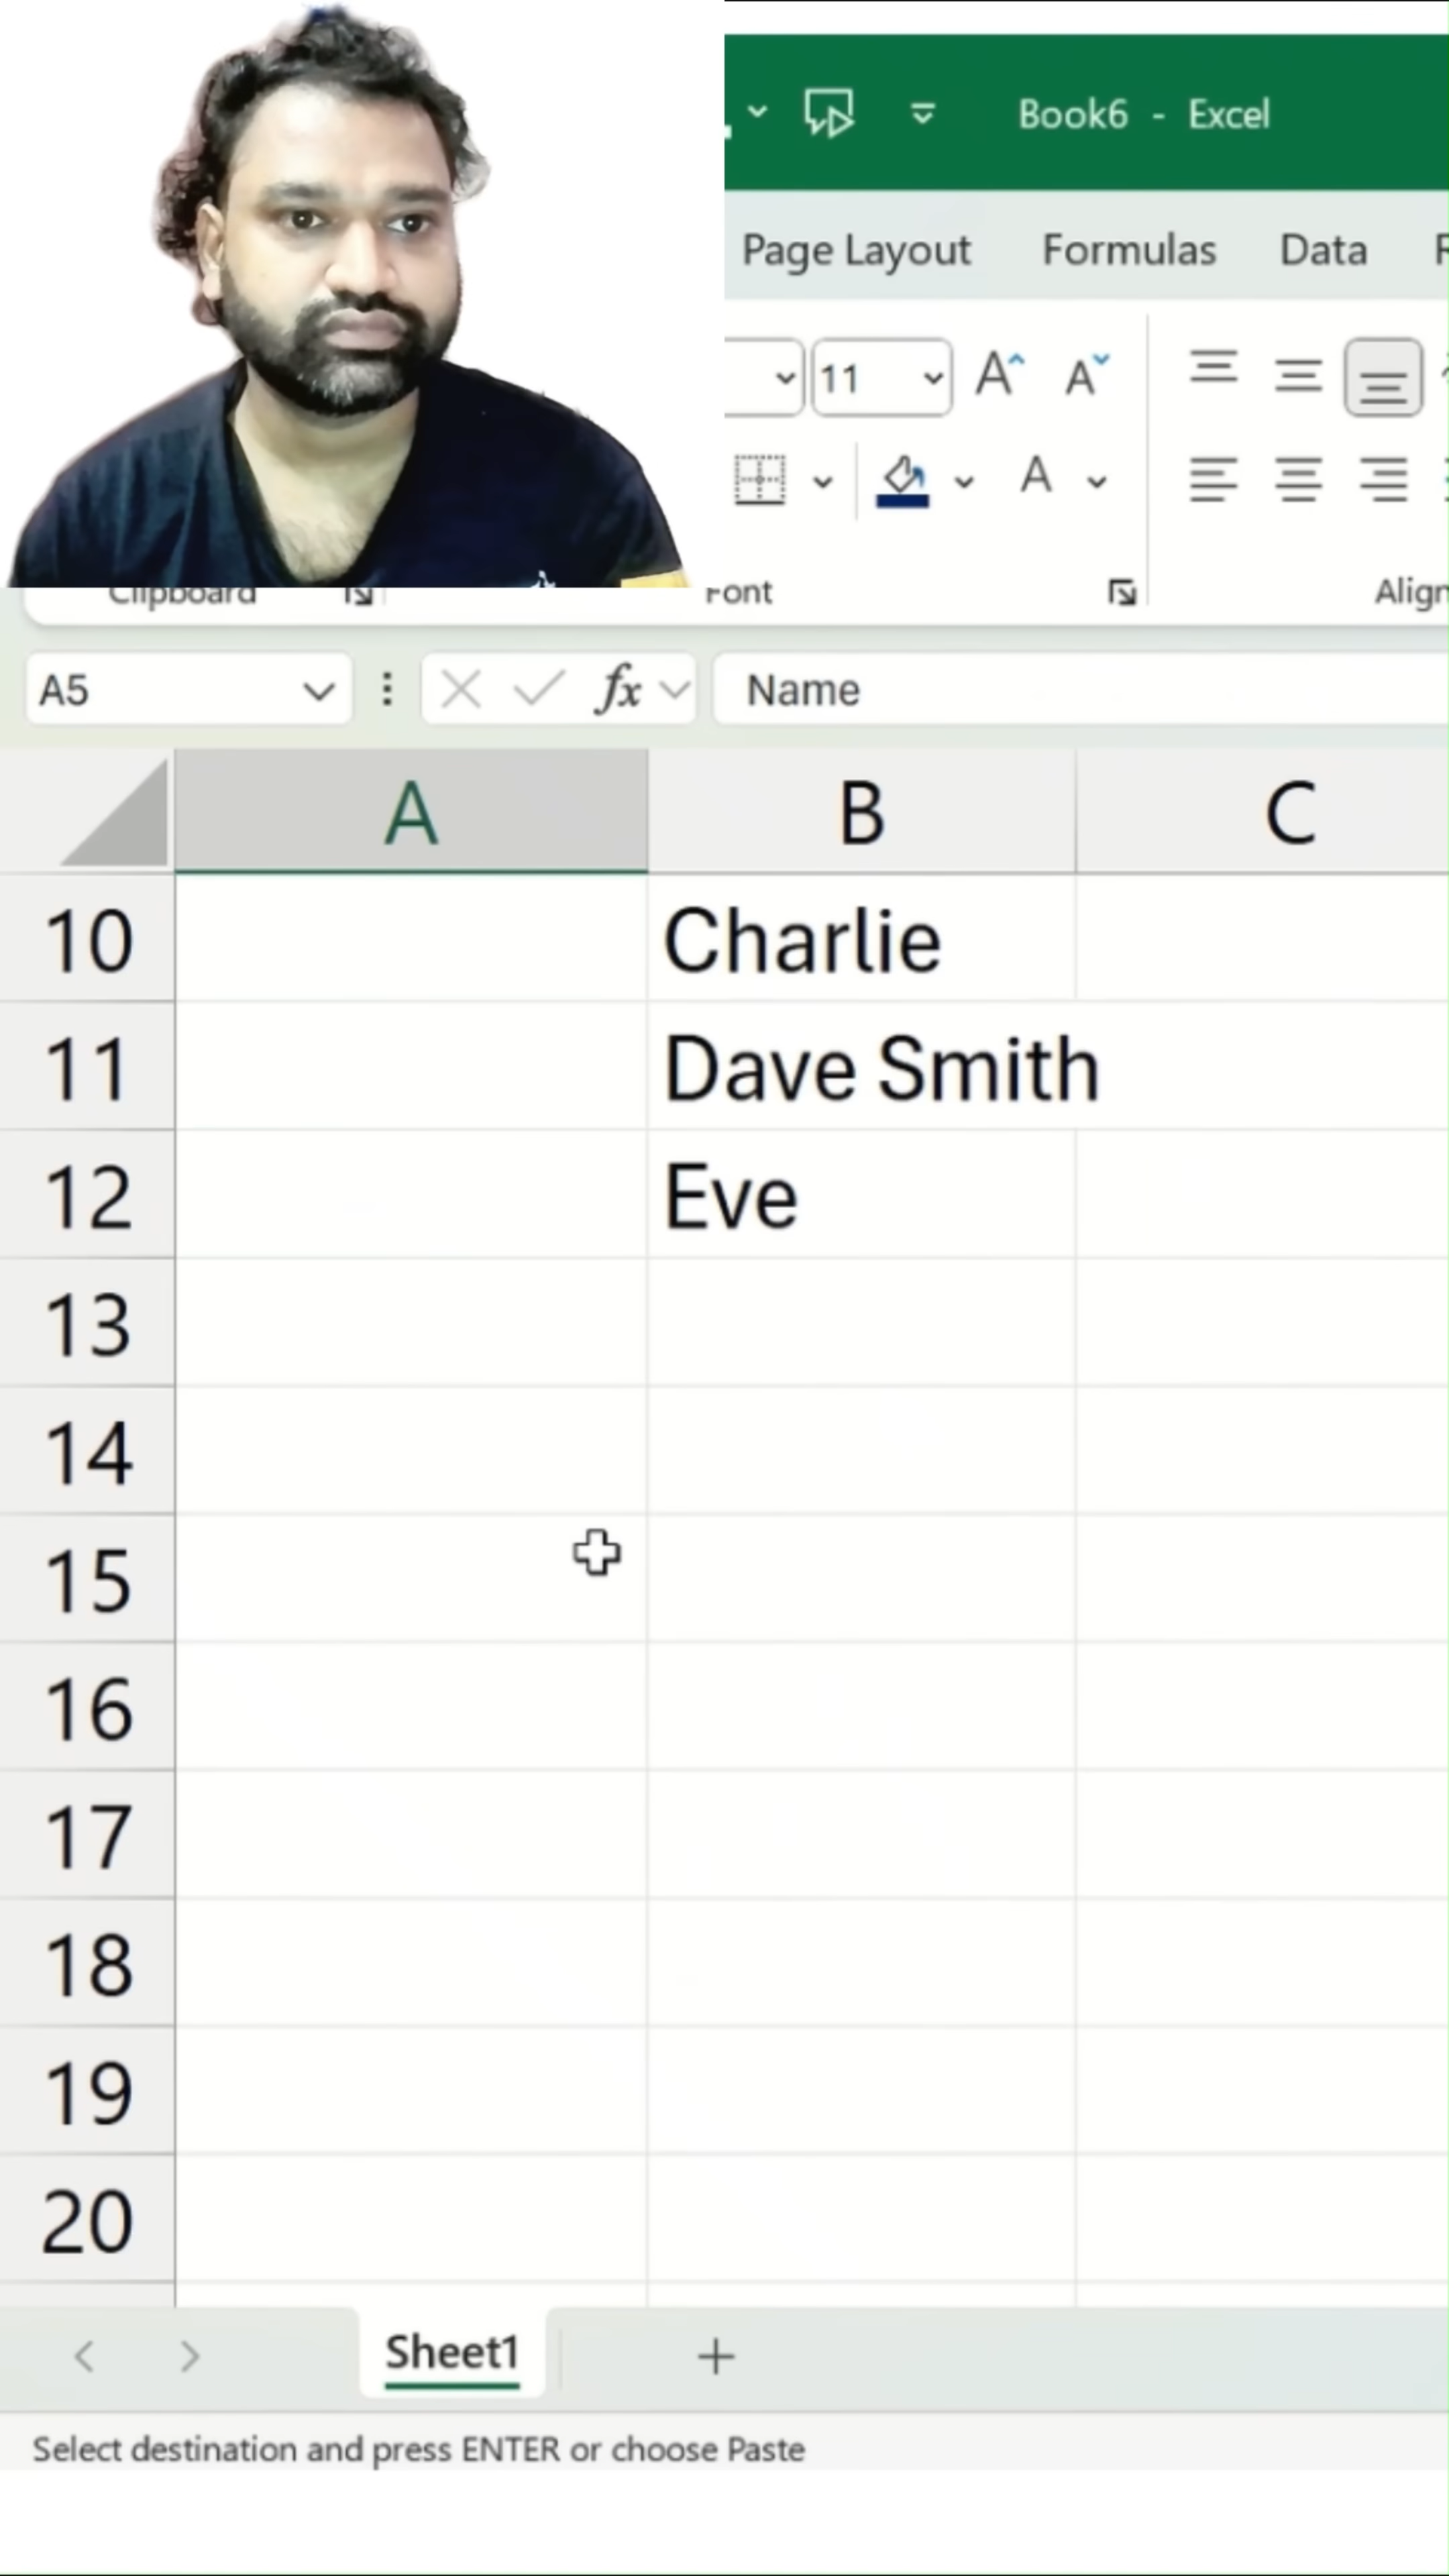 Book6 - Excel
Page Layout Formulas Data
11
Clipboard Font
A5 fx Name
A B C
10 Charlie
11 Dave Smith
12 Eve
13
14
15
16
17
18
19
20
Sheet1
Select destination and press ENTER or choose Paste